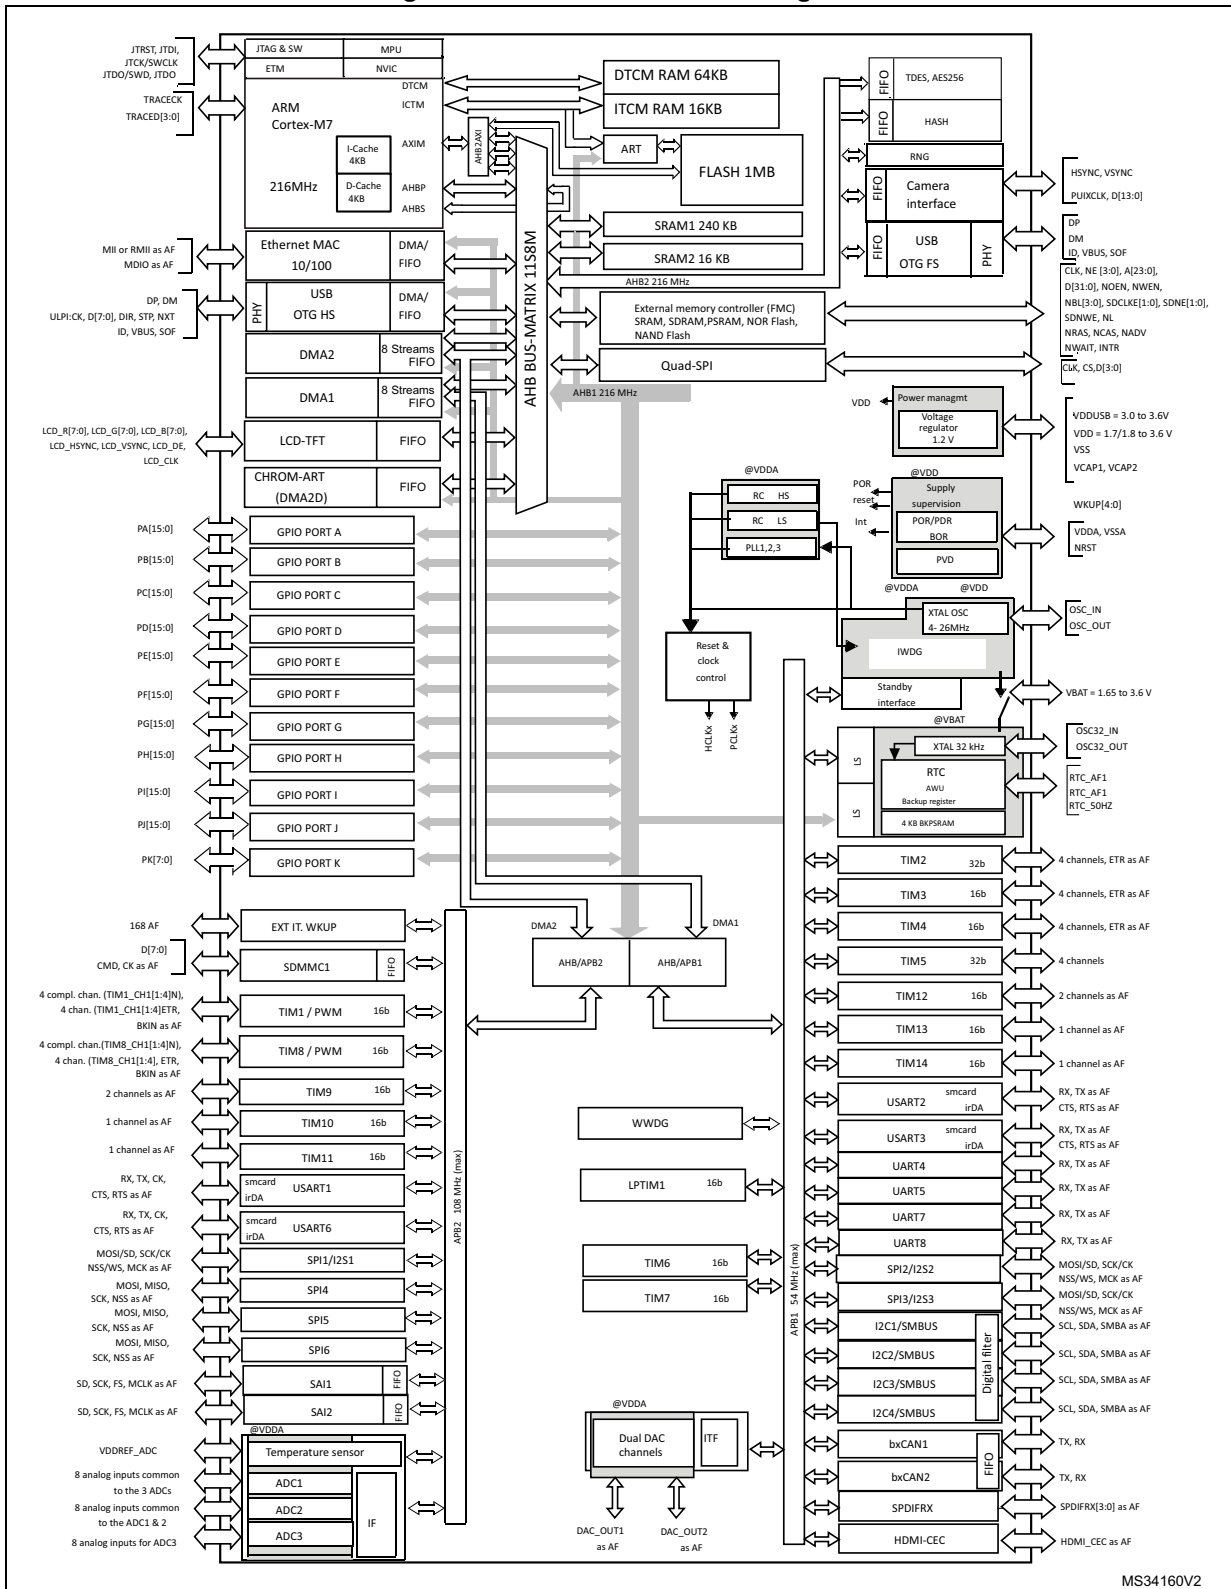 JTRST, JTDI,
JTCK/SWCLK
JTDO/SWD, JTDO
TRACECK
TRACED[3:0]
JTAG & SW
MPU
ETM
NVIC
DTCM
ICTM
ARM
Cortex-M7
AXIM
I-Cache
4KB
216MHz
D-Cache
4KB
AHBP
AHBS
AHB2AXI
DTCM RAM 64KB
ITCM RAM 16KB
ART
FLASH 1MB
SRAM1 240 KB
SRAM2 16 KB
AHB2 216 MHz
External memory controller (FMC)
SRAM, SDRAM,PSRAM, NOR Flash,
NAND Flash
Quad-SPI
AHB1 216 MHz
AHB BUS-MATRIX 11S8M
FIFO
TDES, AES256
FIFO
HASH
RNG
FIFO
Camera
interface
FIFO
USB
OTG FS
PHY
HSYNC, VSYNC
PUIXCLK, D[13:0]
DP
DM
ID, VBUS, SOF
CLK, NE [3:0], A[23:0],
D[31:0], NOEN, NWEN,
NBL[3:0], SDCLKE[1:0], SDNE[1:0],
SDNWE, NL
NRAS, NCAS, NADV
NWAIT, INTR
CLK, CS,D[3:0]
MII or RMII as AF
MDIO as AF
Ethernet MAC
10/100
DMA/
FIFO
DP, DM
ULPI:CK, D[7:0], DIR, STP, NXT
ID, VBUS, SOF
PHY
USB
OTG HS
DMA/
FIFO
DMA2
8 Streams
FIFO
DMA1
8 Streams
FIFO
LCD_R[7:0], LCD_G[7:0], LCD_B[7:0],
LCD_HSYNC, LCD_VSYNC, LCD_DE,
LCD_CLK
LCD-TFT
FIFO
CHROM-ART
(DMA2D)
FIFO
VDD
Power managmt
Voltage
regulator
1.2 V
VDDUSB = 3.0 to 3.6V
VDD = 1.7/1.8 to 3.6 V
VSS
VCAP1, VCAP2
@VDDA
RC HS
RC LS
PLL1,2,3
@VDD
POR
reset
Int
Supply
supervision
POR/PDR
BOR
PVD
WKUP[4:0]
VDDA, VSSA
NRST
@VDDA
@VDD
XTAL OSC
4- 26MHz
IWDG
OSC_IN
OSC_OUT
Reset &
clock
control
HCLKx
PCLKx
Standby
interface
VBAT = 1.65 to 3.6 V
@VBAT
LS
LS
XTAL 32 kHz
RTC
AWU
Backup register
4 KB BKPSRAM
OSC32_IN
OSC32_OUT
RTC_AF1
RTC_AF1
RTC_50HZ
PA[15:0]
GPIO PORT A
PB[15:0]
GPIO PORT B
PC[15:0]
GPIO PORT C
PD[15:0]
GPIO PORT D
PE[15:0]
GPIO PORT E
PF[15:0]
GPIO PORT F
PG[15:0]
GPIO PORT G
PH[15:0]
GPIO PORT H
PI[15:0]
GPIO PORT I
PJ[15:0]
GPIO PORT J
PK[7:0]
GPIO PORT K
DMA2
DMA1
AHB/APB2
AHB/APB1
168 AF
EXT IT. WKUP
D[7:0]
CMD, CK as AF
SDMMC1
FIFO
4 compl. chan. (TIM1_CH1[1:4]N),
4 chan. (TIM1_CH1[1:4]ETR,
BKIN as AF
TIM1 / PWM 16b
4 compl. chan.(TIM8_CH1[1:4]N),
4 chan. (TIM8_CH1[1:4], ETR,
BKIN as AF
TIM8 / PWM 16b
2 channels as AF
TIM9 16b
1 channel as AF
TIM10 16b
1 channel as AF
TIM11 16b
RX, TX, CK,
CTS, RTS as AF
smcard
irDA
USART1
RX, TX, CK,
CTS, RTS as AF
smcard
irDA
USART6
MOSI/SD, SCK/CK
NSS/WS, MCK as AF
SPI1/I2S1
MOSI, MISO,
SCK, NSS as AF
SPI4
MOSI, MISO,
SCK, NSS as AF
SPI5
MOSI, MISO,
SCK, NSS as AF
SPI6
SD, SCK, FS, MCLK as AF
SAI1
FIFO
SD, SCK, FS, MCLK as AF
SAI2
FIFO
@VDDA
VDDREF_ADC
Temperature sensor
8 analog inputs common
to the 3 ADCs
ADC1
8 analog inputs common
to the ADC1 & 2
ADC2
8 analog inputs for ADC3
ADC3
IF
APB2 108 MHz (max)
WWDG
LPTIM1 16b
TIM6 16b
TIM7 16b
@VDDA
Dual DAC
channels
ITF
DAC_OUT1
as AF
DAC_OUT2
as AF
APB1 54 MHz (max)
TIM2 32b
4 channels, ETR as AF
TIM3 16b
4 channels, ETR as AF
TIM4 16b
4 channels, ETR as AF
TIM5 32b
4 channels
TIM12 16b
2 channels as AF
TIM13 16b
1 channel as AF
TIM14 16b
1 channel as AF
USART2
smcard
irDA
RX, TX as AF
CTS, RTS as AF
USART3
smcard
irDA
RX, TX as AF
CTS, RTS as AF
UART4
RX, TX as AF
UART5
RX, TX as AF
UART7
RX, TX as AF
UART8
RX, TX as AF
SPI2/I2S2
MOSI/SD, SCK/CK
NSS/WS, MCK as AF
SPI3/I2S3
MOSI/SD, SCK/CK
NSS/WS, MCK as AF
I2C1/SMBUS
SCL, SDA, SMBA as AF
I2C2/SMBUS
SCL, SDA, SMBA as AF
I2C3/SMBUS
SCL, SDA, SMBA as AF
I2C4/SMBUS
SCL, SDA, SMBA as AF
Digital filter
bxCAN1
TX, RX
bxCAN2
TX, RX
FIFO
SPDIFRX
SPDIFRX[3:0] as AF
HDMI-CEC
HDMI_CEC as AF
MS34160V2